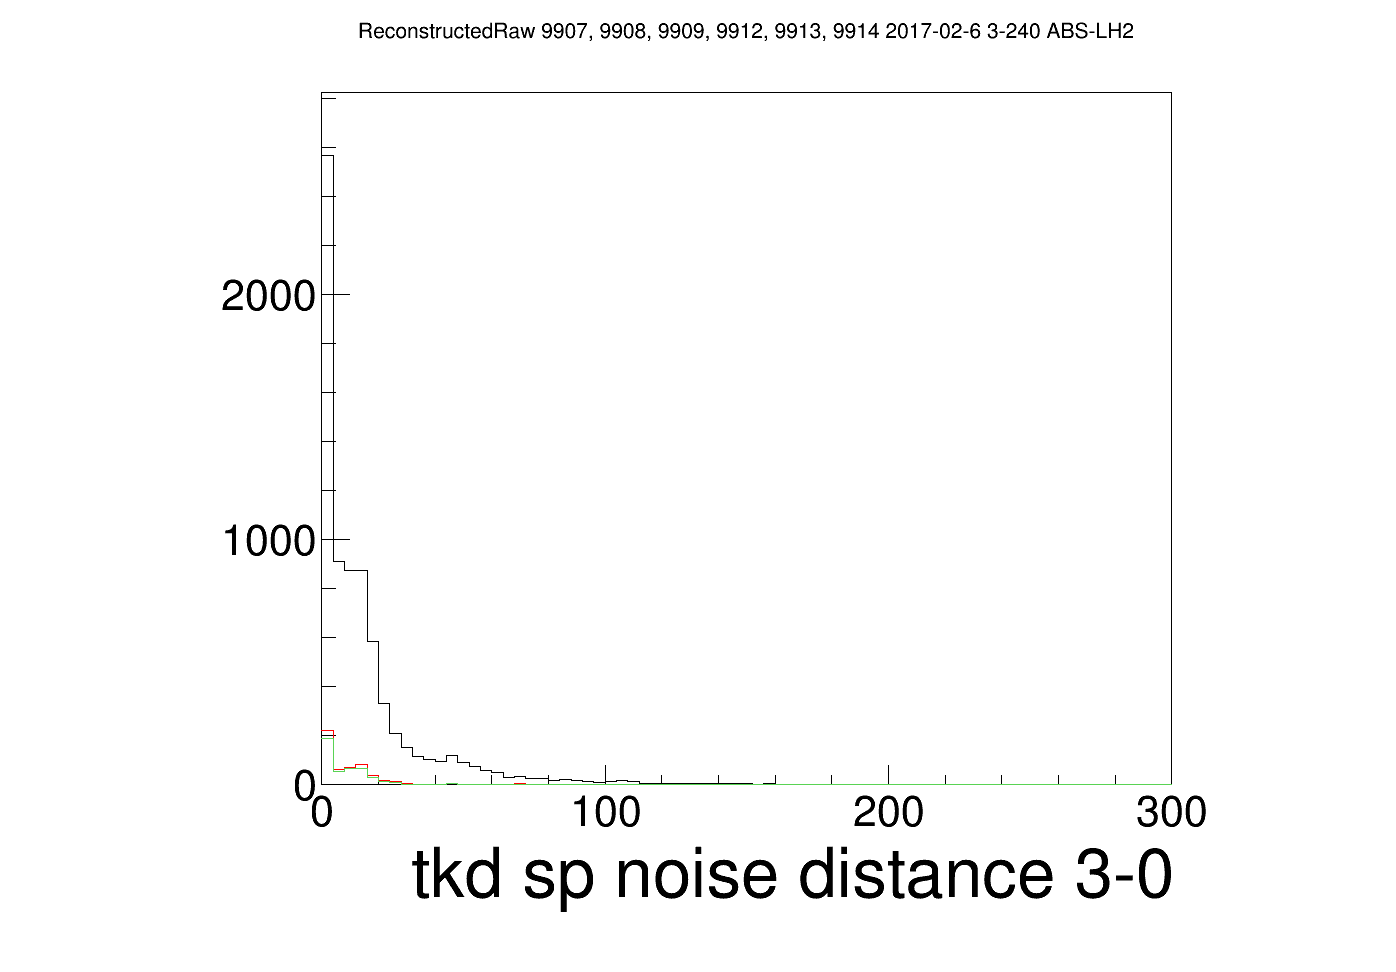 ReconstructedRaw 9907, 9908, 9909, 9912, 9913, 9914 2017-02-6 3-240 ABS-LH2
2000
1000
0
0 100 200 300
tkd sp noise distance 3-0